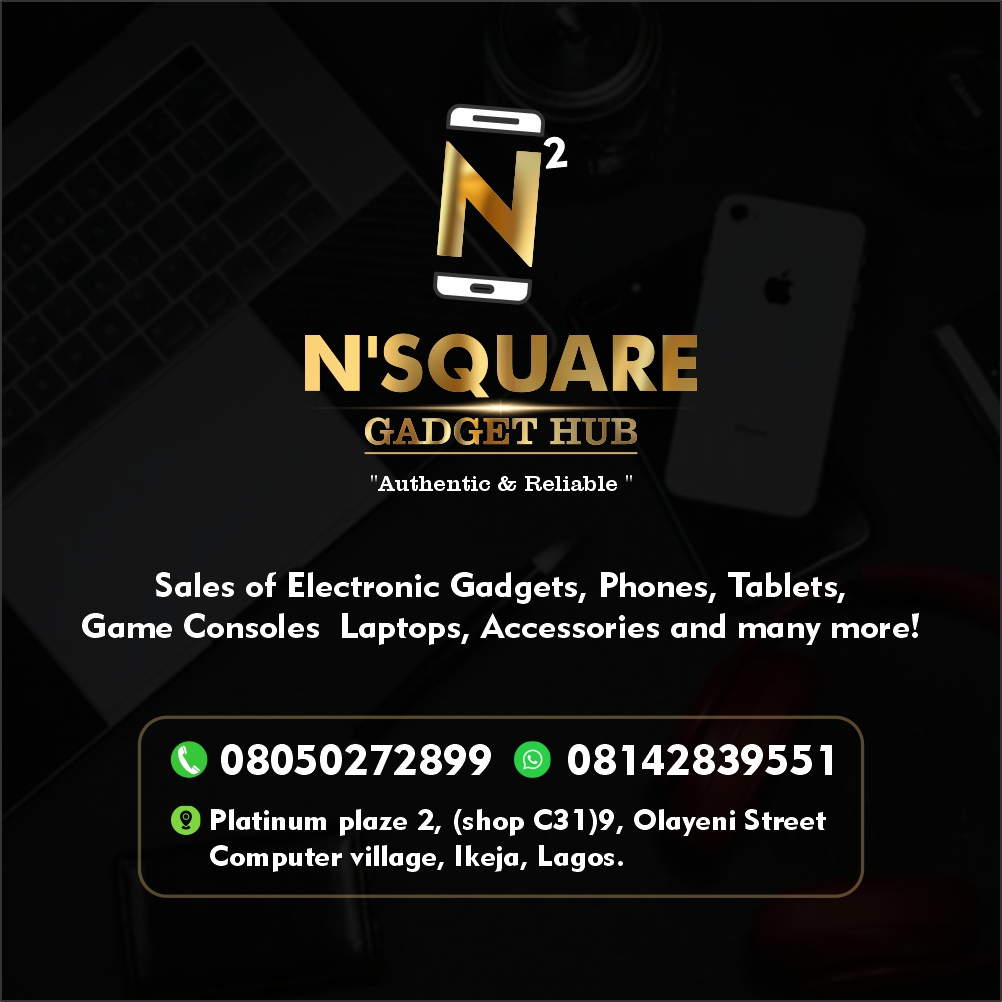 N²
N'SQUARE
GADGET HUB
"Authentic & Reliable "
Sales of Electronic Gadgets, Phones, Tablets,
Game Consoles  Laptops, Accessories and many more!
08050272899 08142839551
Platinum plaze 2, (shop C31)9, Olayeni Street
Computer village, Ikeja, Lagos.